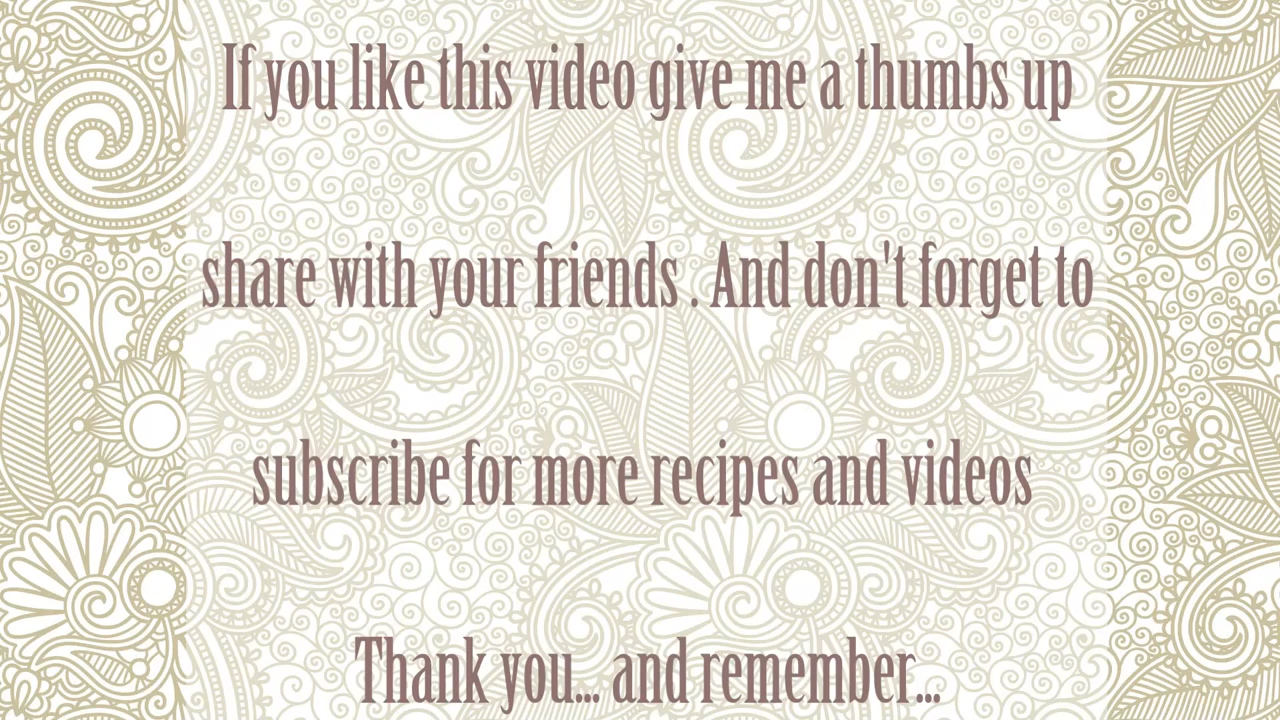 If you like this video give me a thumbs up
share with your friends . And don't forget to
subscribe for more recipes and videos
Thank you... and remember...